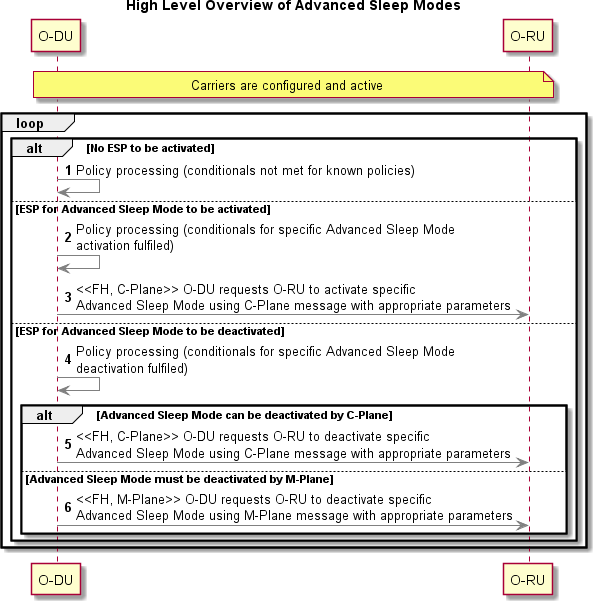 High Level Overview of Advanced Sleep Modes
O-DU
O-RU
Carriers are configured and active
loop
alt
[No ESP to be activated]
1 Policy processing (conditionals not met for known policies)
[ESP for Advanced Sleep Mode to be activated]
2 Policy processing (conditionals for specific Advanced Sleep Mode
activation fulfiled)
3 <<FH, C-Plane>> O-DU requests O-RU to activate specific
Advanced Sleep Mode using C-Plane message with appropriate parameters
[ESP for Advanced Sleep Mode to be deactivated]
4 Policy processing (conditionals for specific Advanced Sleep Mode
deactivation fulfiled)
alt
[Advanced Sleep Mode can be deactivated by C-Plane]
5 <<FH, C-Plane>> O-DU requests O-RU to deactivate specific
Advanced Sleep Mode using C-Plane message with appropriate parameters
[Advanced Sleep Mode must be deactivated by M-Plane]
6 <<FH, M-Plane>> O-DU requests O-RU to deactivate specific
Advanced Sleep Mode using M-Plane message with appropriate parameters
O-DU
O-RU